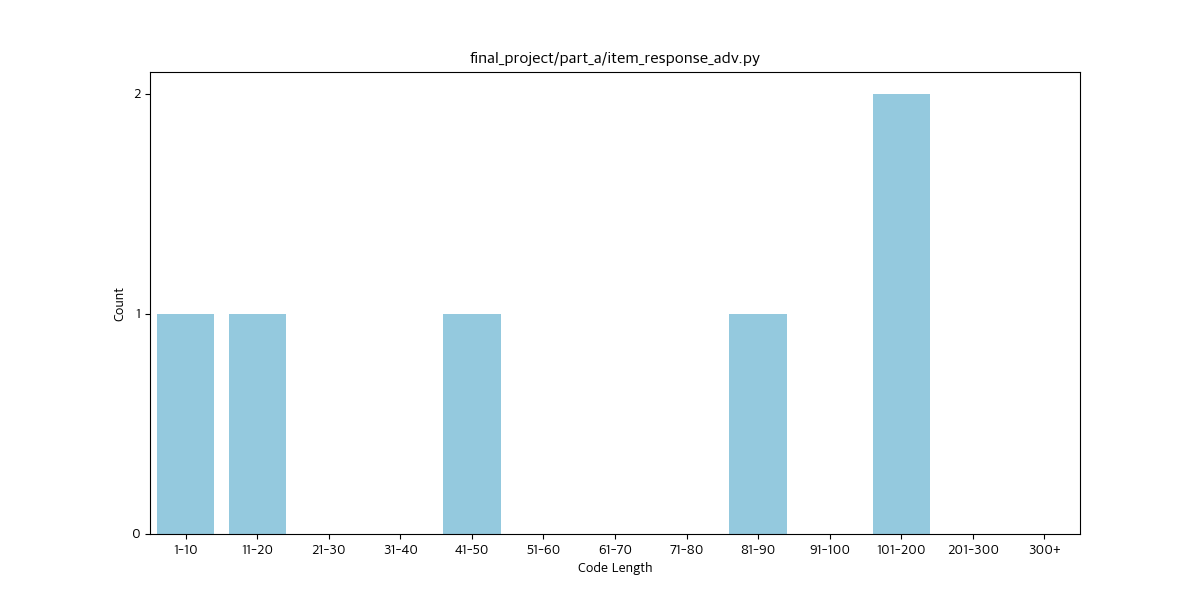 final_project/part_a/item_response_adv.py
2
1
0
Count
1-10 11-20 21-30 31-40 41-50 51-60 61-70 71-80 81-90 91-100 101-200 201-300 300+
Code Length